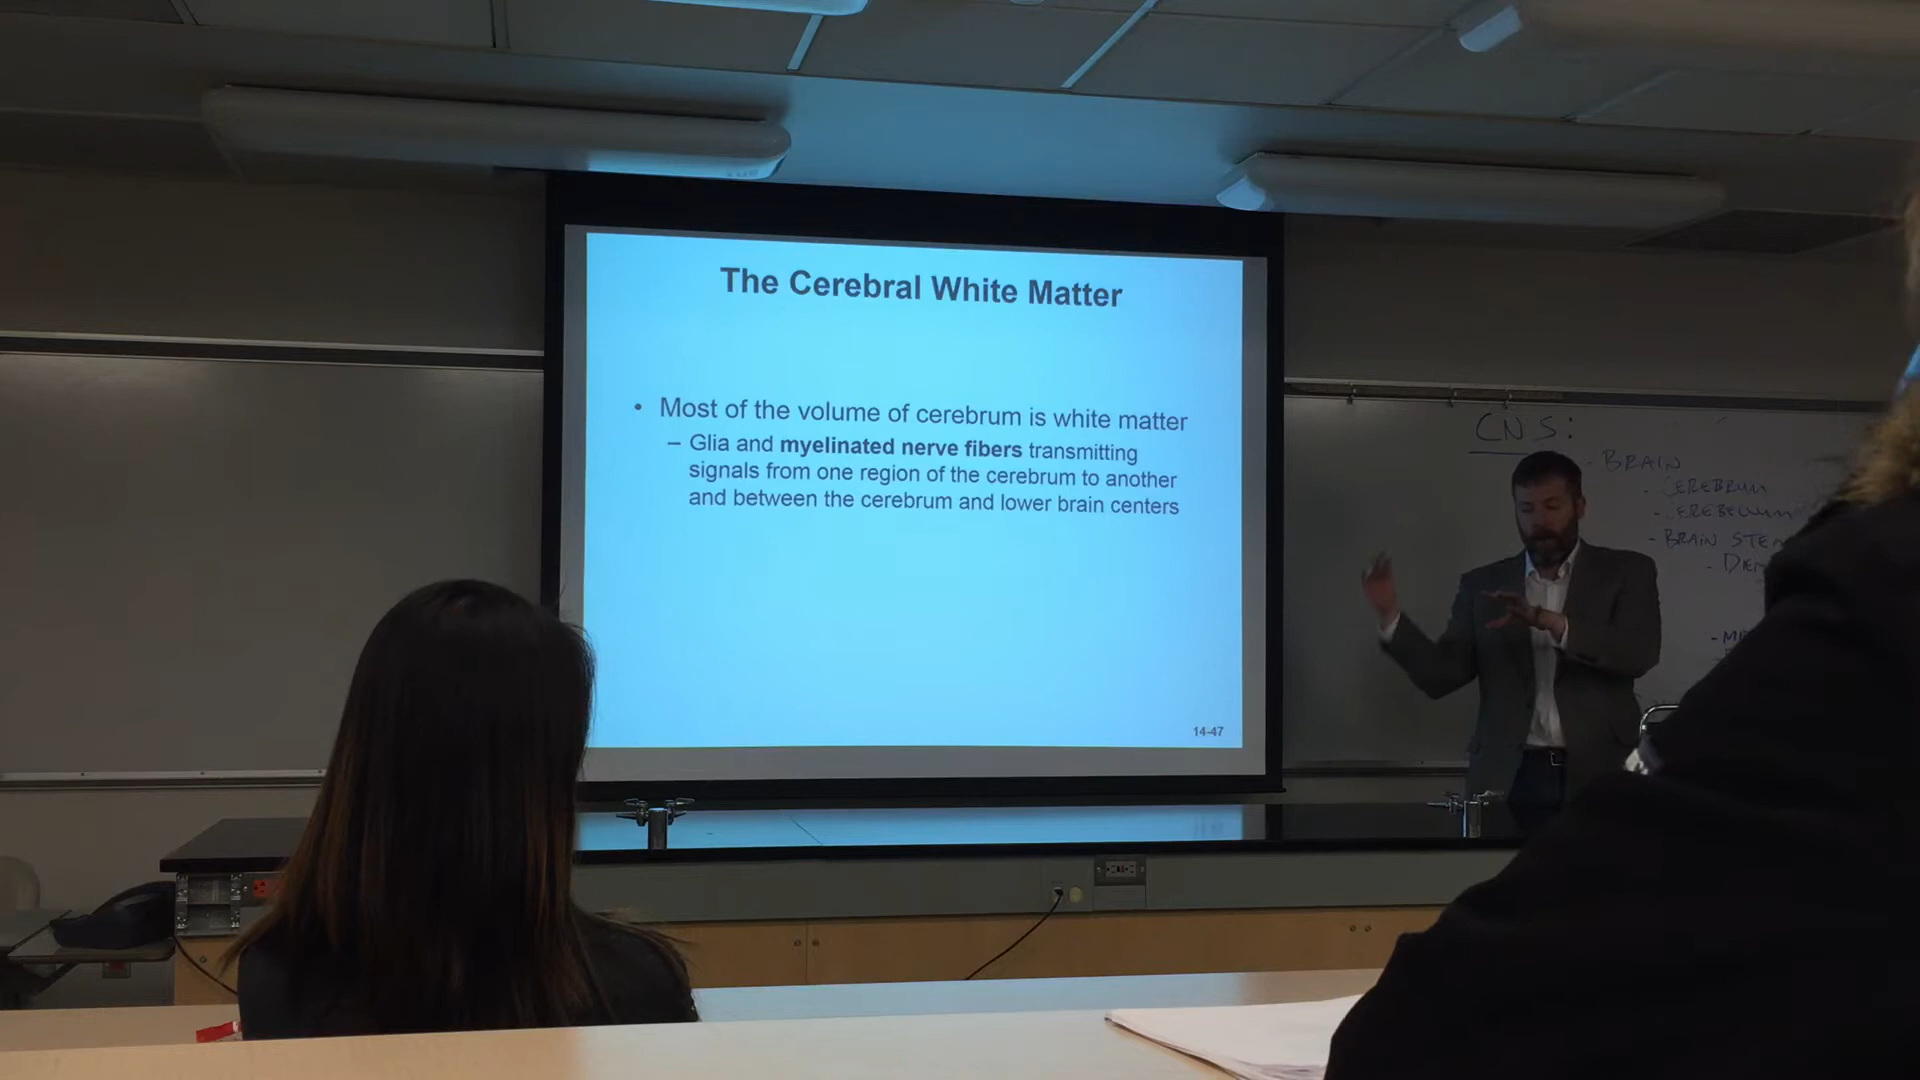 The Cerebral White Matter
• Most of the volume of cerebrum is white matter
– Glia and myelinated nerve fibers transmitting
signals from one region of the cerebrum to another
and between the cerebrum and lower brain centers
14-47
CNS:
- BRAIN
- CEREBRUM
- CEREBELLUM
- BRAIN STEM